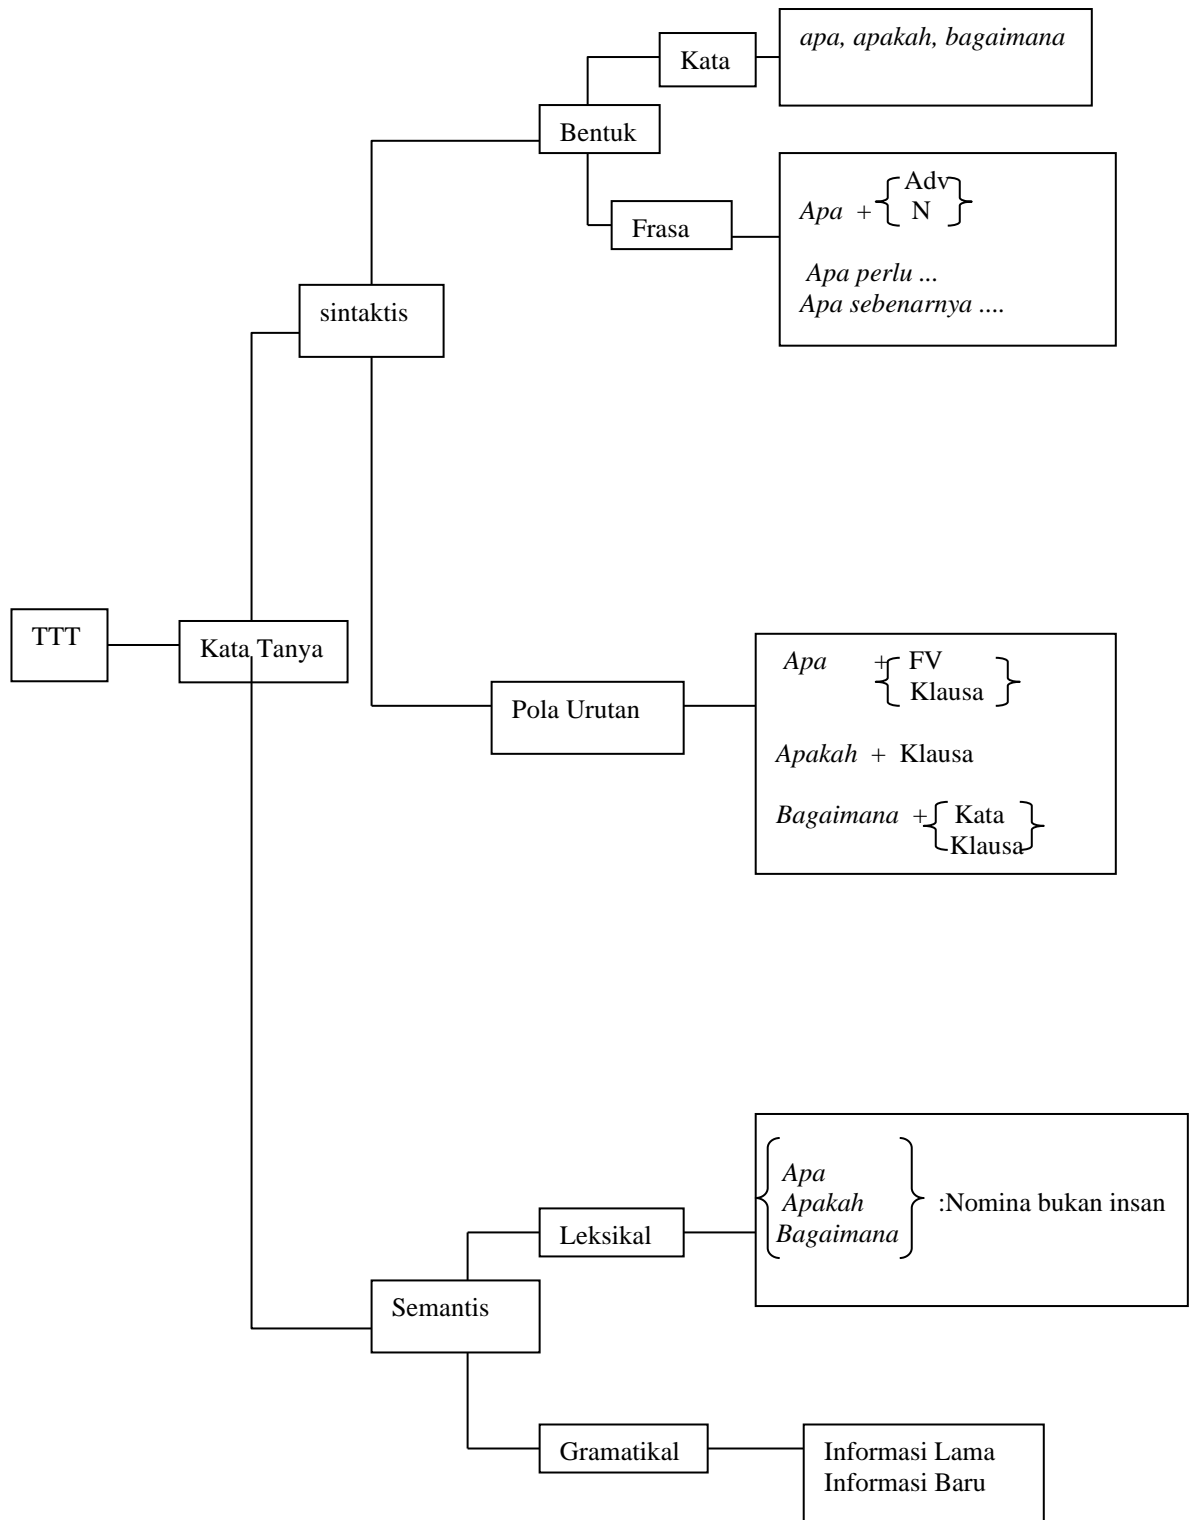 apa, apakah, bagaimana
Kata
Bentuk
Adv
Apa + N
Frasa
Apa perlu ...
Apa sebenarnya ....
sintaktis
TTT
Kata Tanya
Apa + FV
Klausa
Pola Urutan
Apakah + Klausa
Bagaimana + Kata
Klausa
Apa
Apakah :Nomina bukan insan
Bagaimana
Leksikal
Semantis
Gramatikal
Informasi Lama
Informasi Baru